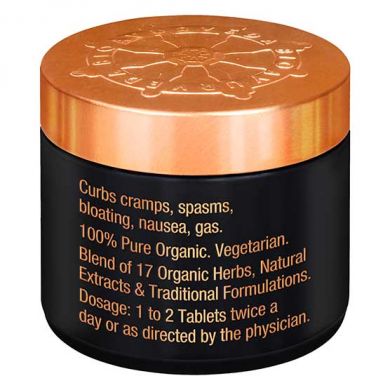 Curbs cramps, spasms,
bloating, nausea, gas.
100% Pure Organic. Vegetarian.
Blend of 17 Organic Herbs, Natural
Extracts & Traditional Formulations.
Dosage: 1 to 2 Tablets twice a
day or as directed by the physician.